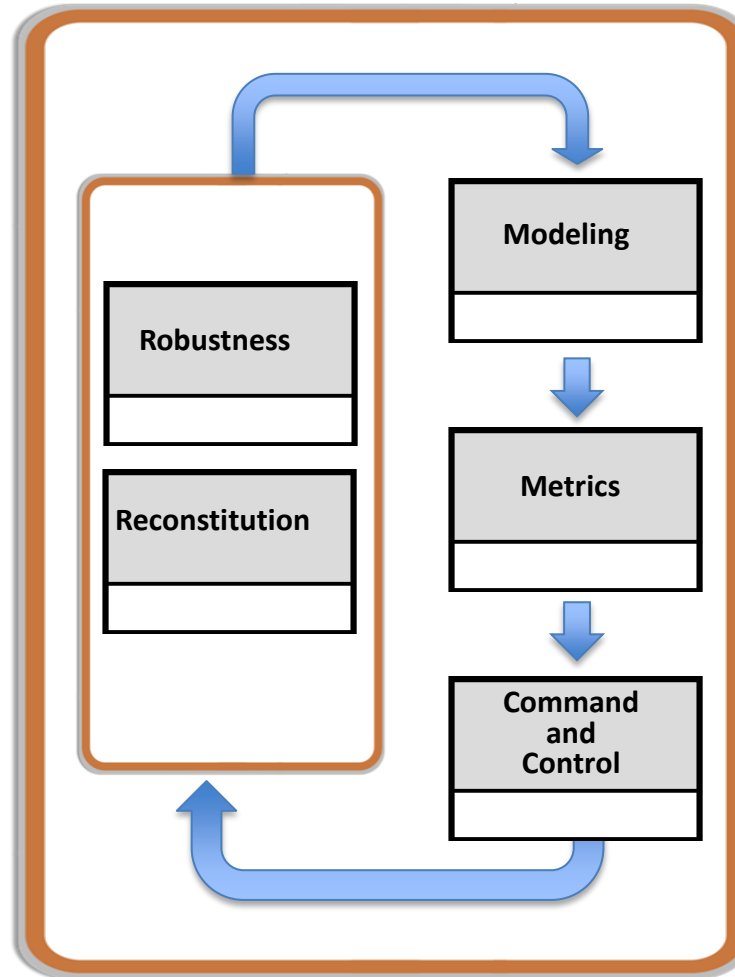 Robustness
Reconstitution
Modeling
Metrics
Command
and
Control